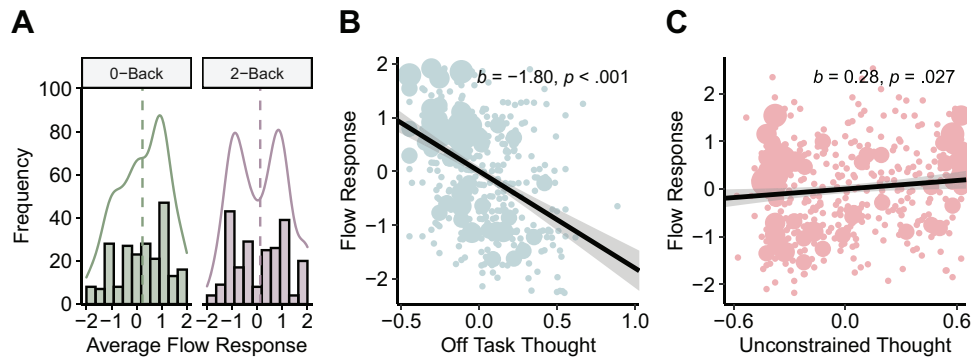 A
0−Back
2−Back
100
80
60
40
20
0
Frequency
−2 −1 0 1 2
−2 −1 0 1 2
Average Flow Response
B
b = −1.80, p < .001
2
1
0
−1
−2
Flow Response
−0.5 0.0 0.5 1.0
Off Task Thought
C
b = 0.28, p = .027
2
1
0
−1
−2
Flow Response
−0.6 0.0 0.6
Unconstrained Thought